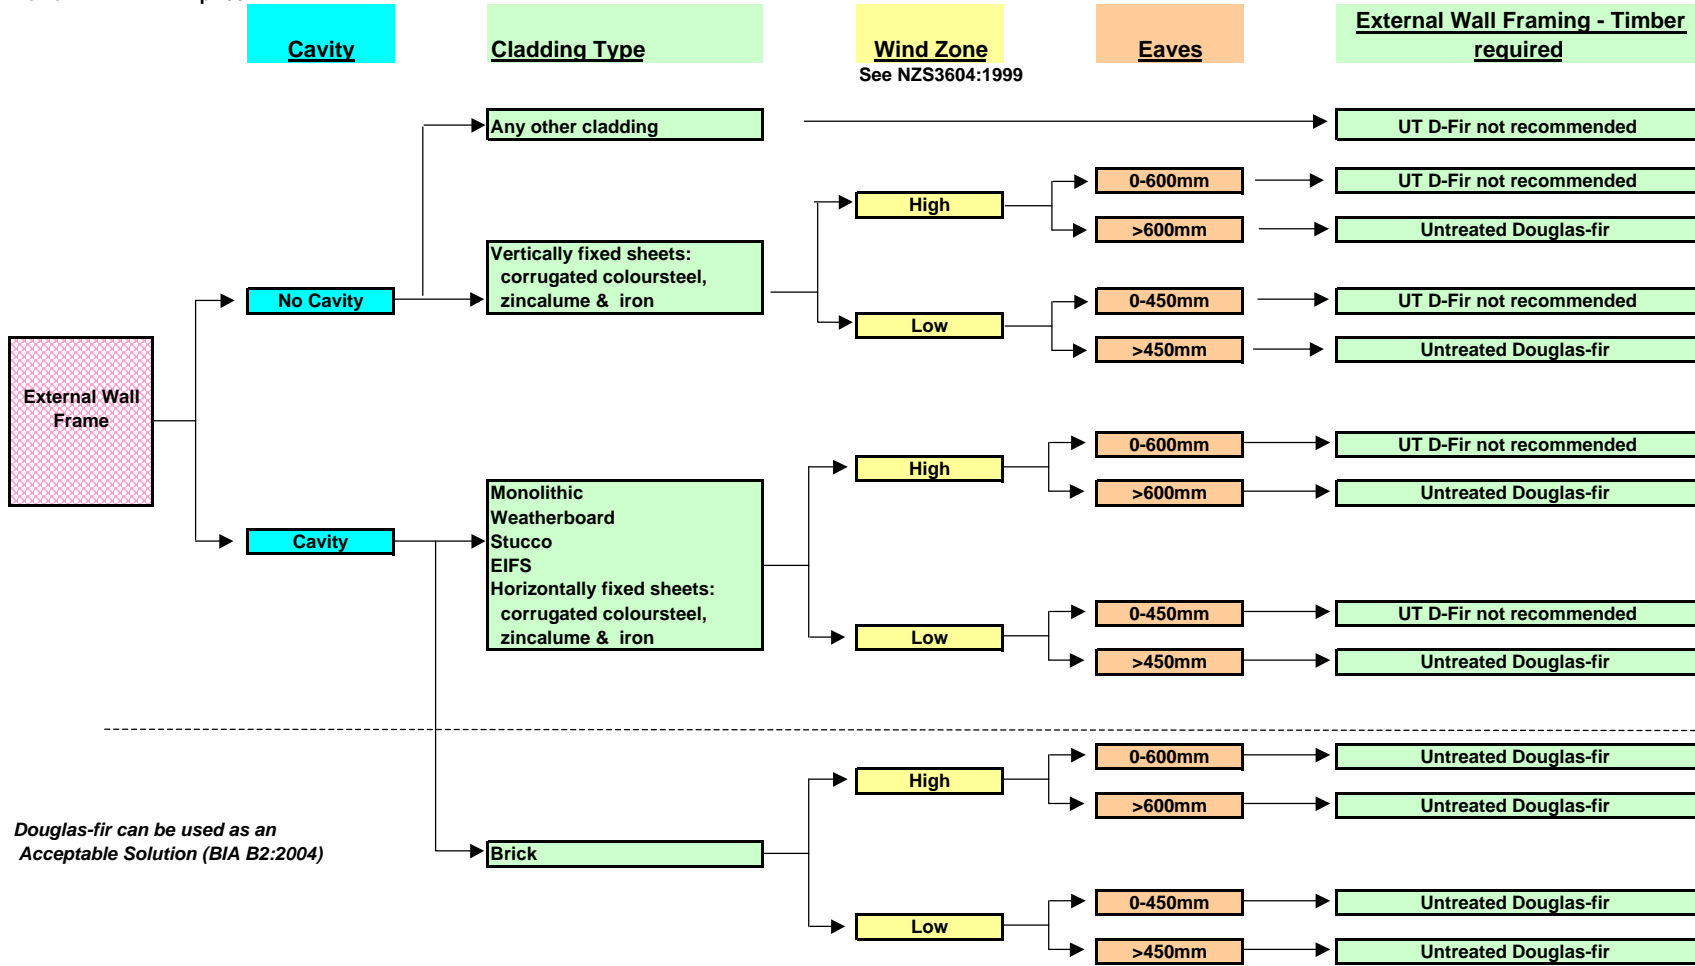 External Wall Framing - Timber
required
Cavity
Cladding Type
Wind Zone
Eaves
See NZS3604:1999
Any other cladding
UT D-Fir not recommended
0-600mm
UT D-Fir not recommended
High
>600mm
Untreated Douglas-fir
Vertically fixed sheets:
corrugated coloursteel,
zincalume & iron
No Cavity
0-450mm
UT D-Fir not recommended
Low
>450mm
Untreated Douglas-fir
External Wall
Frame
0-600mm
UT D-Fir not recommended
High
>600mm
Untreated Douglas-fir
Cavity
Monolithic
Weatherboard
Stucco
EIFS
Horizontally fixed sheets:
corrugated coloursteel,
zincalume & iron
0-450mm
UT D-Fir not recommended
Low
>450mm
Untreated Douglas-fir
0-600mm
Untreated Douglas-fir
High
>600mm
Untreated Douglas-fir
Douglas-fir can be used as an
Acceptable Solution (BIA B2:2004)
Brick
0-450mm
Untreated Douglas-fir
Low
>450mm
Untreated Douglas-fir